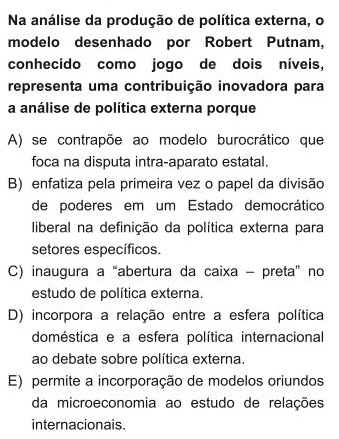 Na análise da produção de política externa, o
modelo desenhado por Robert Putnam,
conhecido como jogo de dois níveis,
representa uma contribuição inovadora para
a análise de política externa porque
A) se contrapõe ao modelo burocrático que
foca na disputa intra-aparato estatal.
B) enfatiza pela primeira vez o papel da divisão
de poderes em um Estado democrático
liberal na definição da política externa para
setores específicos.
C) inaugura a “abertura da caixa – preta” no
estudo de política externa.
D) incorpora a relação entre a esfera política
doméstica e a esfera política internacional
ao debate sobre política externa.
E) permite a incorporação de modelos oriundos
da microeconomia ao estudo de relações
internacionais.